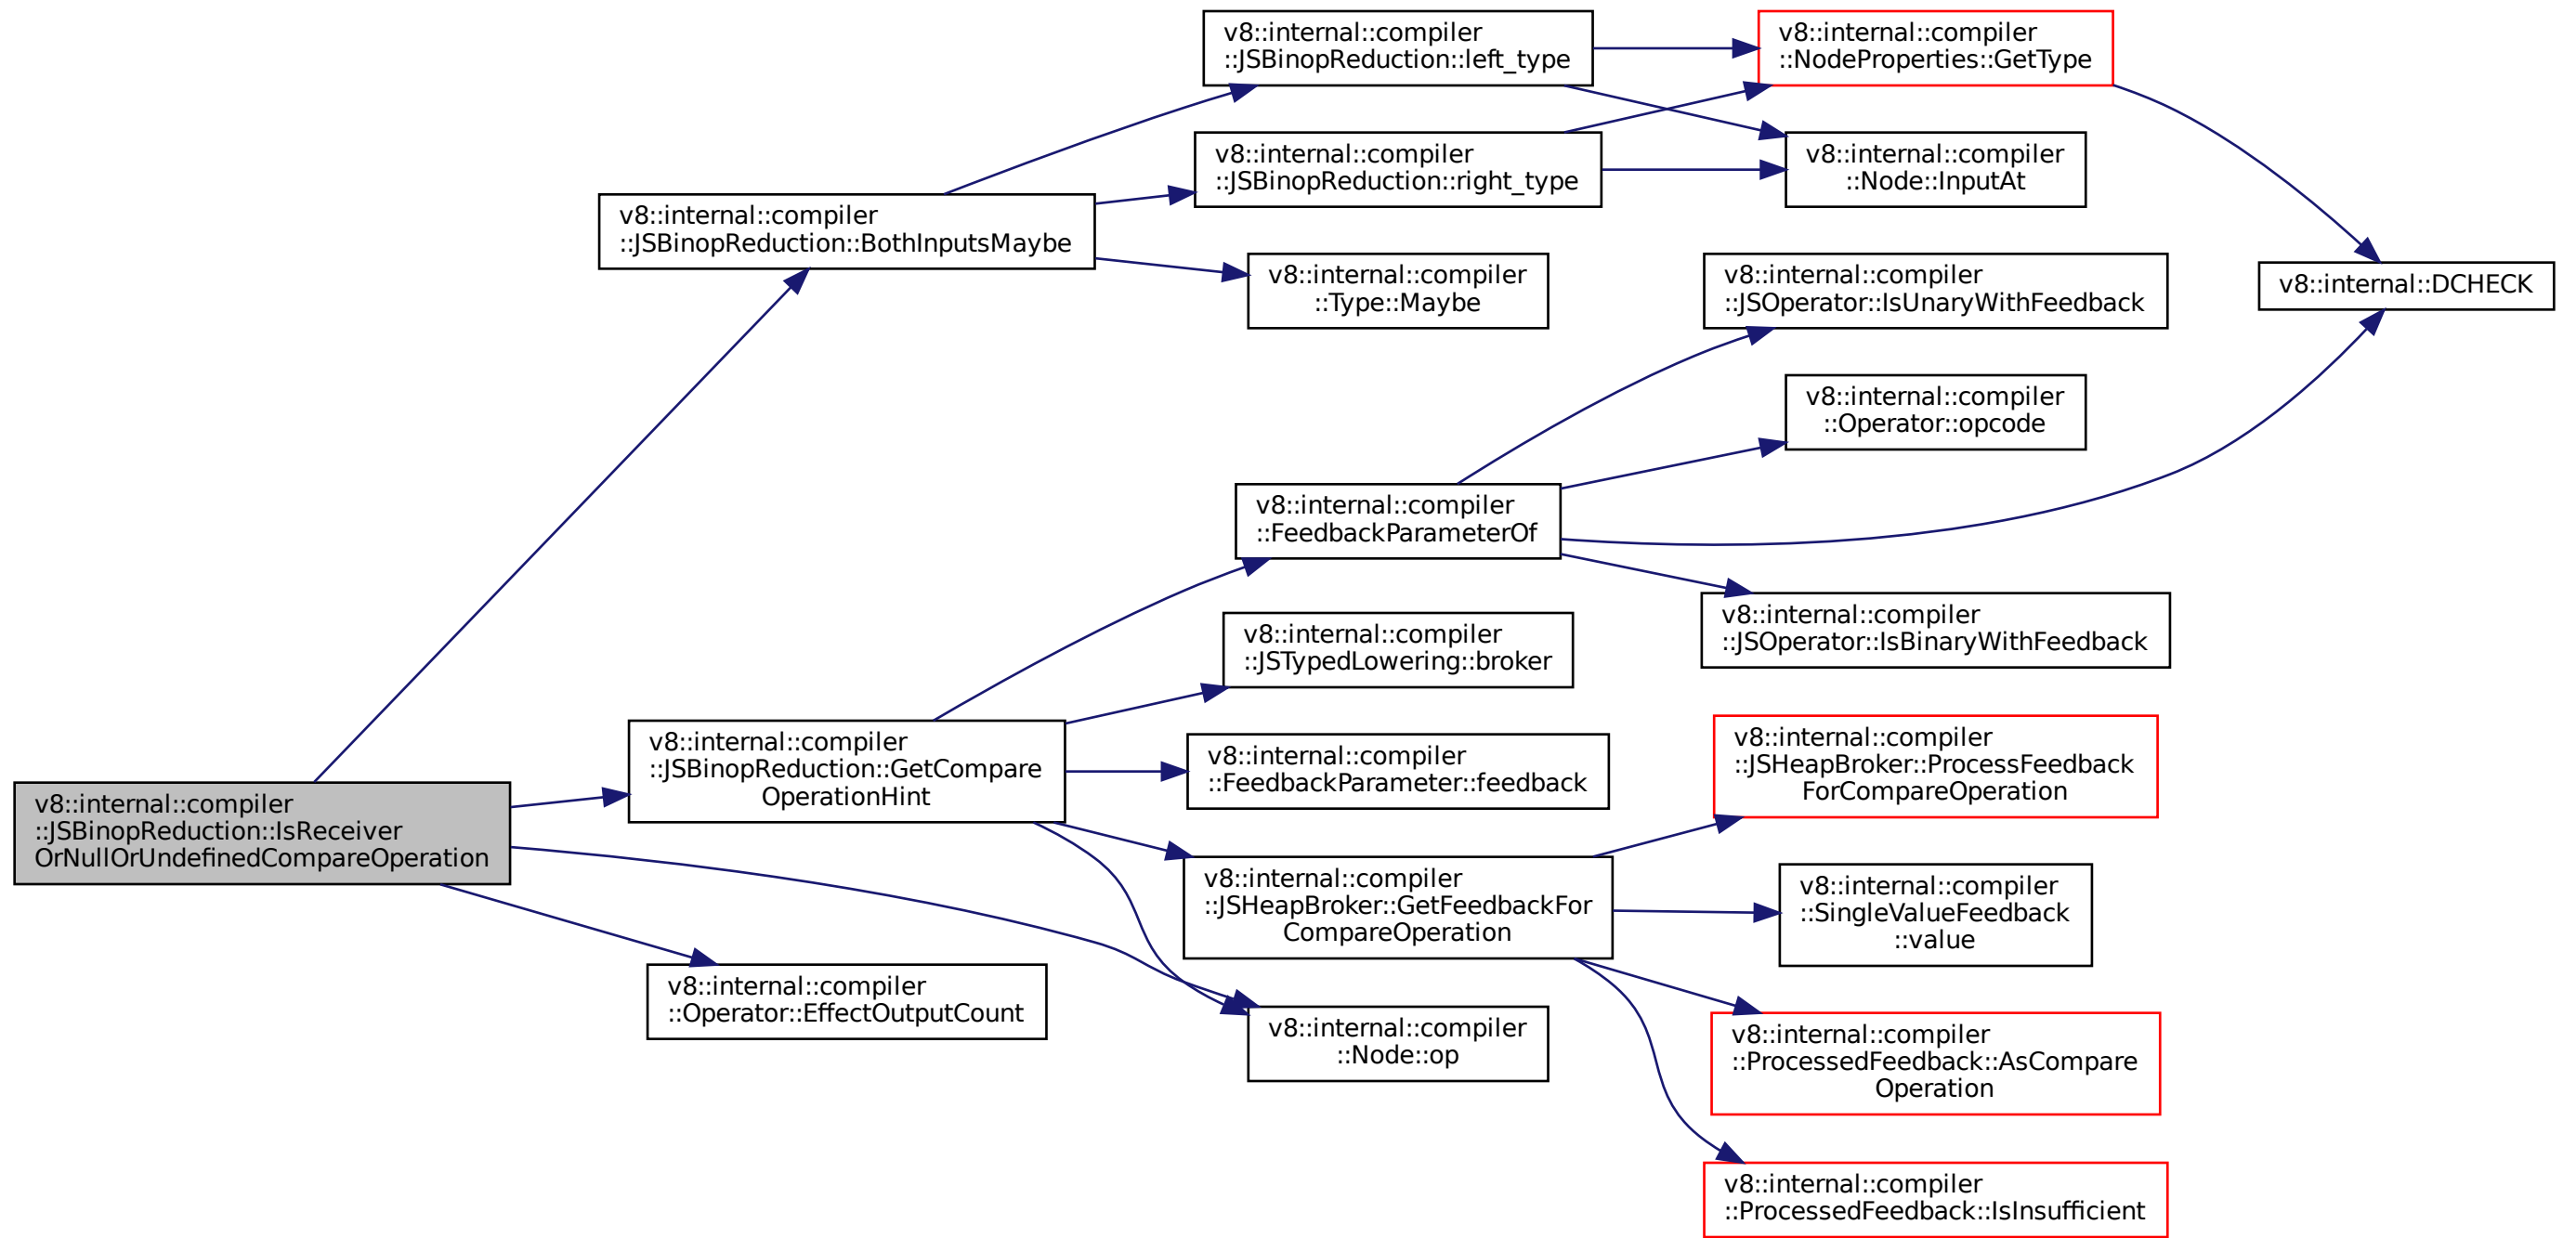 v8::internal::compiler
::JSBinopReduction::IsReceiver
OrNullOrUndefinedCompareOperation
v8::internal::compiler
::JSBinopReduction::BothInputsMaybe
v8::internal::compiler
::JSBinopReduction::GetCompare
OperationHint
v8::internal::compiler
::Operator::EffectOutputCount
v8::internal::compiler
::JSBinopReduction::left_type
v8::internal::compiler
::JSBinopReduction::right_type
v8::internal::compiler
::Type::Maybe
v8::internal::compiler
::FeedbackParameterOf
v8::internal::compiler
::JSTypedLowering::broker
v8::internal::compiler
::FeedbackParameter::feedback
v8::internal::compiler
::JSHeapBroker::GetFeedbackFor
CompareOperation
v8::internal::compiler
::Node::op
v8::internal::compiler
::NodeProperties::GetType
v8::internal::compiler
::Node::InputAt
v8::internal::compiler
::JSOperator::IsUnaryWithFeedback
v8::internal::compiler
::Operator::opcode
v8::internal::compiler
::JSOperator::IsBinaryWithFeedback
v8::internal::compiler
::JSHeapBroker::ProcessFeedback
ForCompareOperation
v8::internal::compiler
::SingleValueFeedback
::value
v8::internal::compiler
::ProcessedFeedback::AsCompare
Operation
v8::internal::compiler
::ProcessedFeedback::IsInsufficient
v8::internal::DCHECK